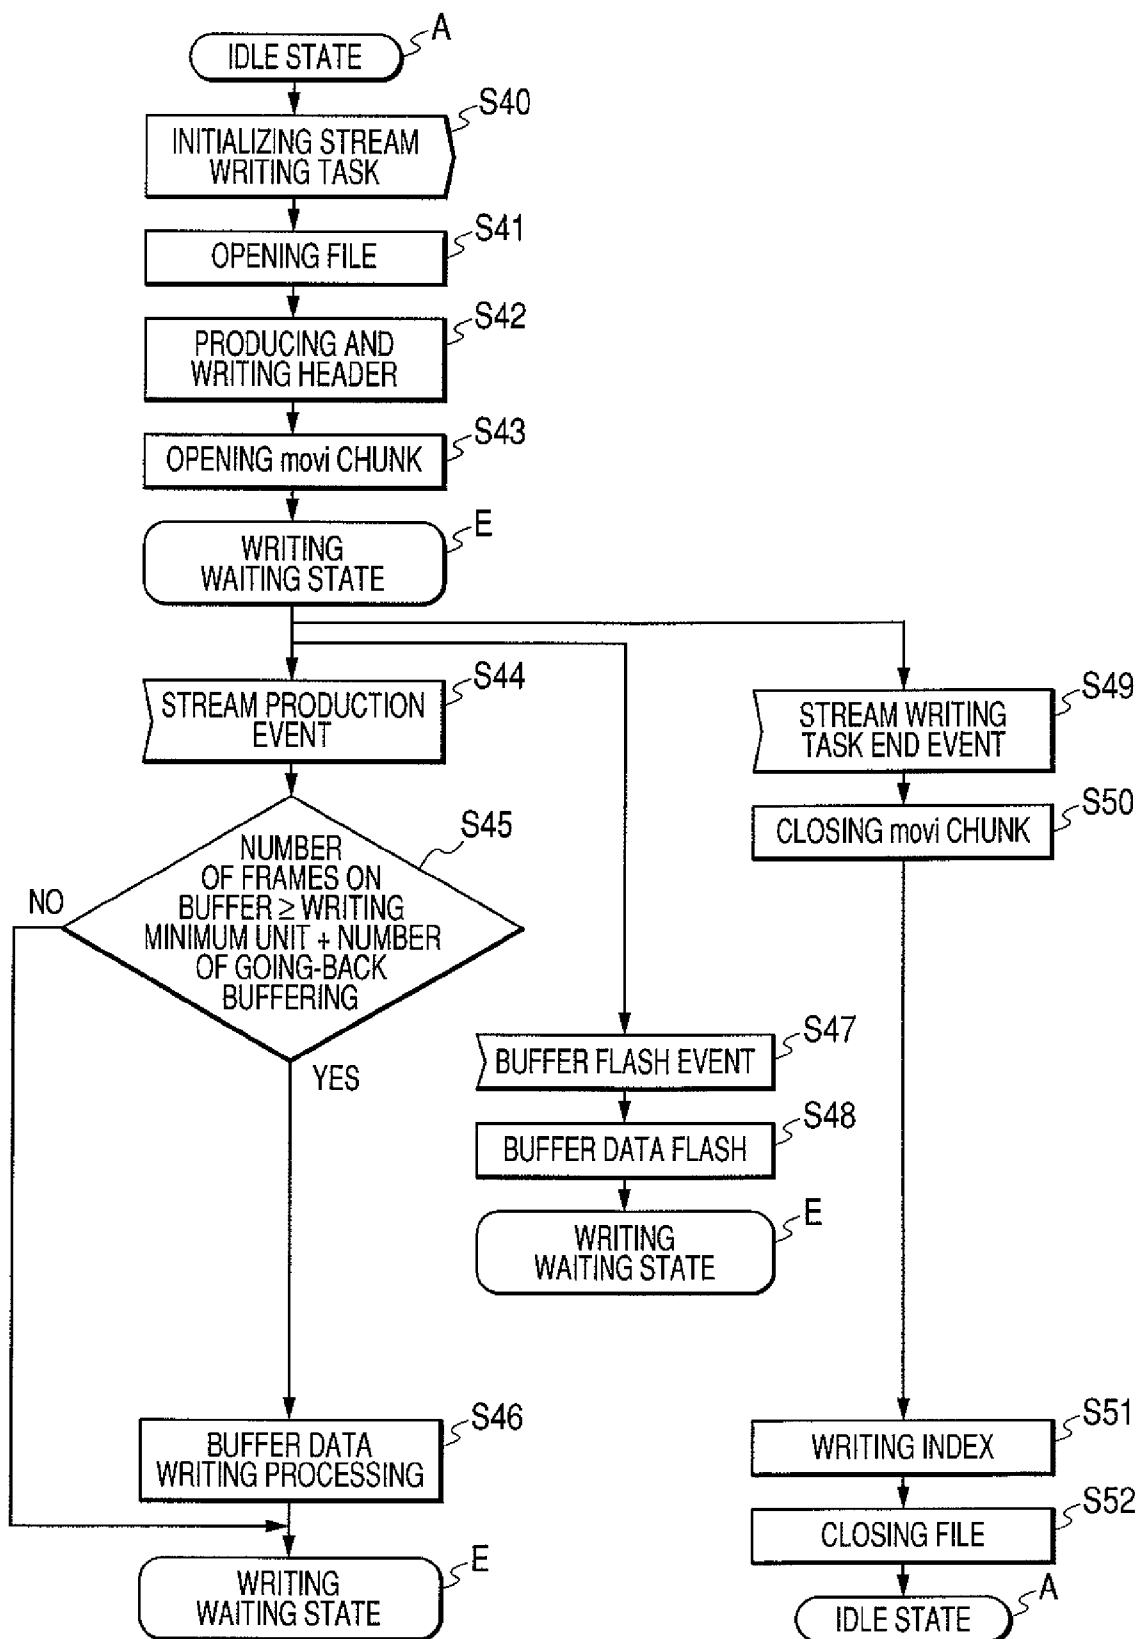 IDLE STATE
A
INITIALIZING STREAM
WRITING TASK
S40
OPENING FILE
S41
PRODUCING AND
WRITING HEADER
S42
OPENING movi CHUNK
S43
WRITING
WAITING STATE
E
STREAM PRODUCTION
EVENT
S44
NUMBER
OF FRAMES ON
BUFFER ≥ WRITING
MINIMUM UNIT + NUMBER
OF GOING-BACK
BUFFERING
S45
NO
YES
BUFFER DATA
WRITING PROCESSING
S46
WRITING
WAITING STATE
E
BUFFER FLASH EVENT
S47
BUFFER DATA FLASH
S48
WRITING
WAITING STATE
E
STREAM WRITING
TASK END EVENT
S49
CLOSING movi CHUNK
S50
WRITING INDEX
S51
CLOSING FILE
S52
IDLE STATE
A